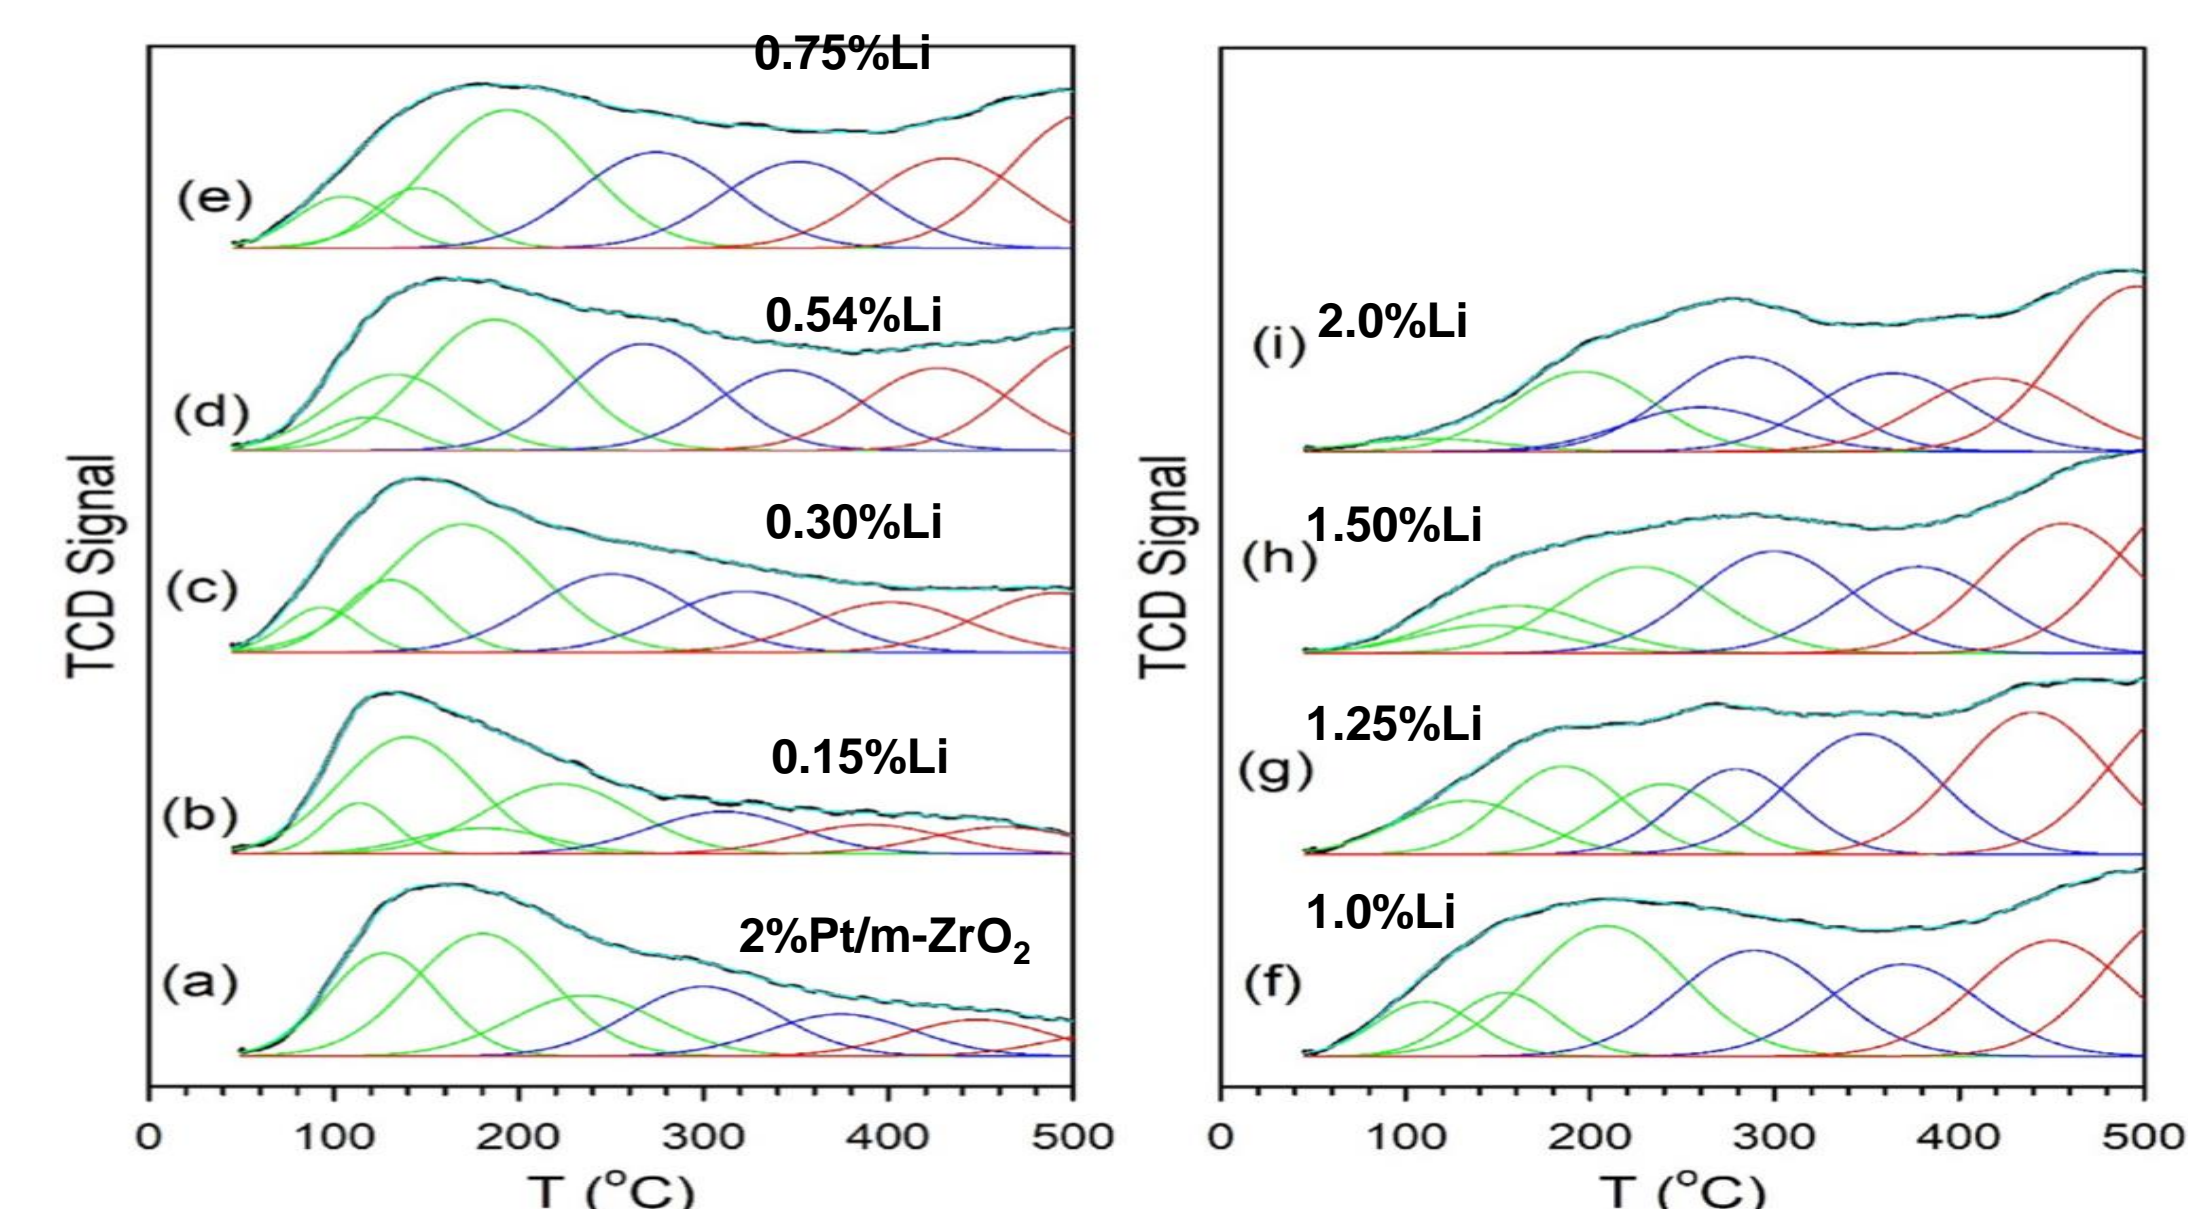 0.75%Li
(e)
0.54%Li
(d)
0.30%Li
(c)
0.15%Li
(b)
2%Pt/m-ZrO₂
(a)
TCD Signal
0 100 200 300 400 500
T (°C)
2.0%Li
(i)
1.50%Li
(h)
1.25%Li
(g)
1.0%Li
(f)
TCD Signal
0 100 200 300 400 500
T (°C)